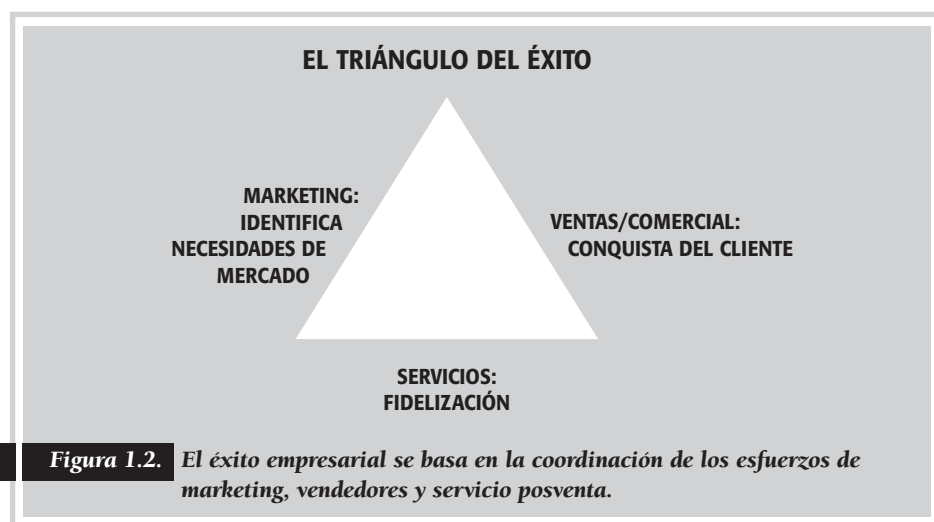 EL TRIÁNGULO DEL ÉXITO
MARKETING:
IDENTIFICA
NECESIDADES DE
MERCADO
VENTAS/COMERCIAL:
CONQUISTA DEL CLIENTE
SERVICIOS:
FIDELIZACIÓN
Figura 1.2. El éxito empresarial se basa en la coordinación de los esfuerzos de
marketing, vendedores y servicio posventa.